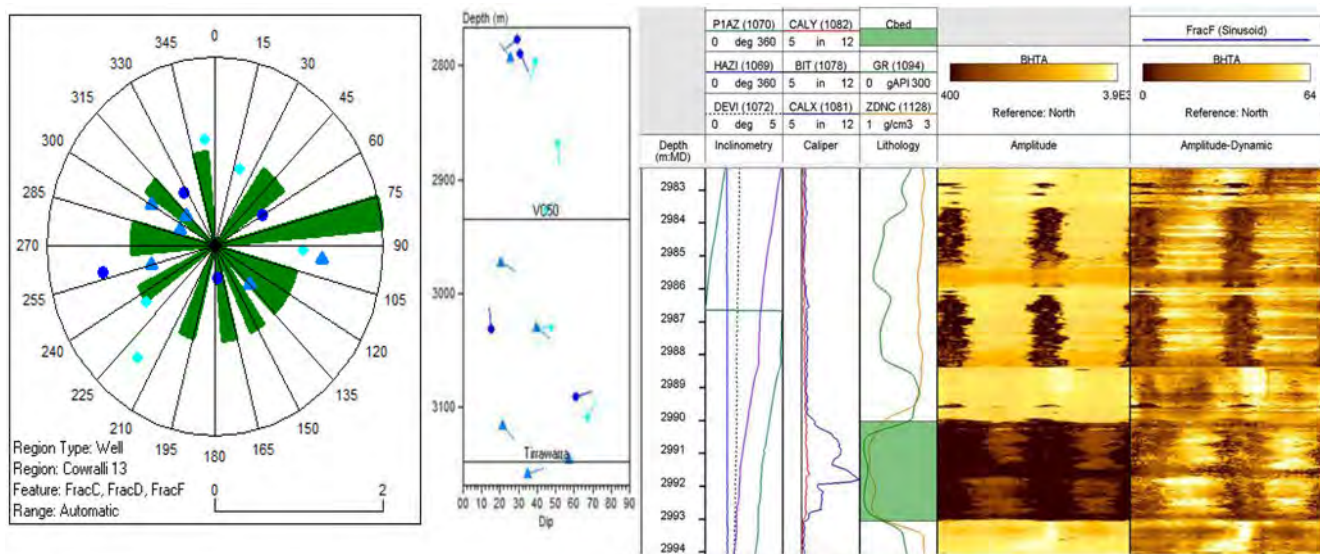 0
15
30
45
60
75
90
105
120
135
150
165
180
195
210
225
240
255
270
285
300
315
330
345
Region Type: Well
Region: Cowralli 13
Feature: FracC, FracD, FracF
Range: Automatic
0 2
Depth (m)
2800
2900
V050
3000
3100
Tirrawarra
00 10 20 30 40 50 60 70 80 90
Dip
P1AZ (1070)
0 deg 360
HAZI (1069)
0 deg 360
DEVI (1072)
0 deg 5
CALY (1082)
5 in 12
BIT (1078)
5 in 12
CALX (1081)
5 in 12
Cbed
GR (1094)
0 gAPI 300
ZDNC (1128)
1 g/cm3 3
BHTA
400 3.9E3
Reference: North
FracF (Sinusoid)
BHTA
0 64
Reference: North
Depth
(m:MD)
Inclinometry
Caliper
Lithology
Amplitude
Amplitude-Dynamic
2983
2984
2985
2986
2987
2988
2989
2990
2991
2992
2993
2994